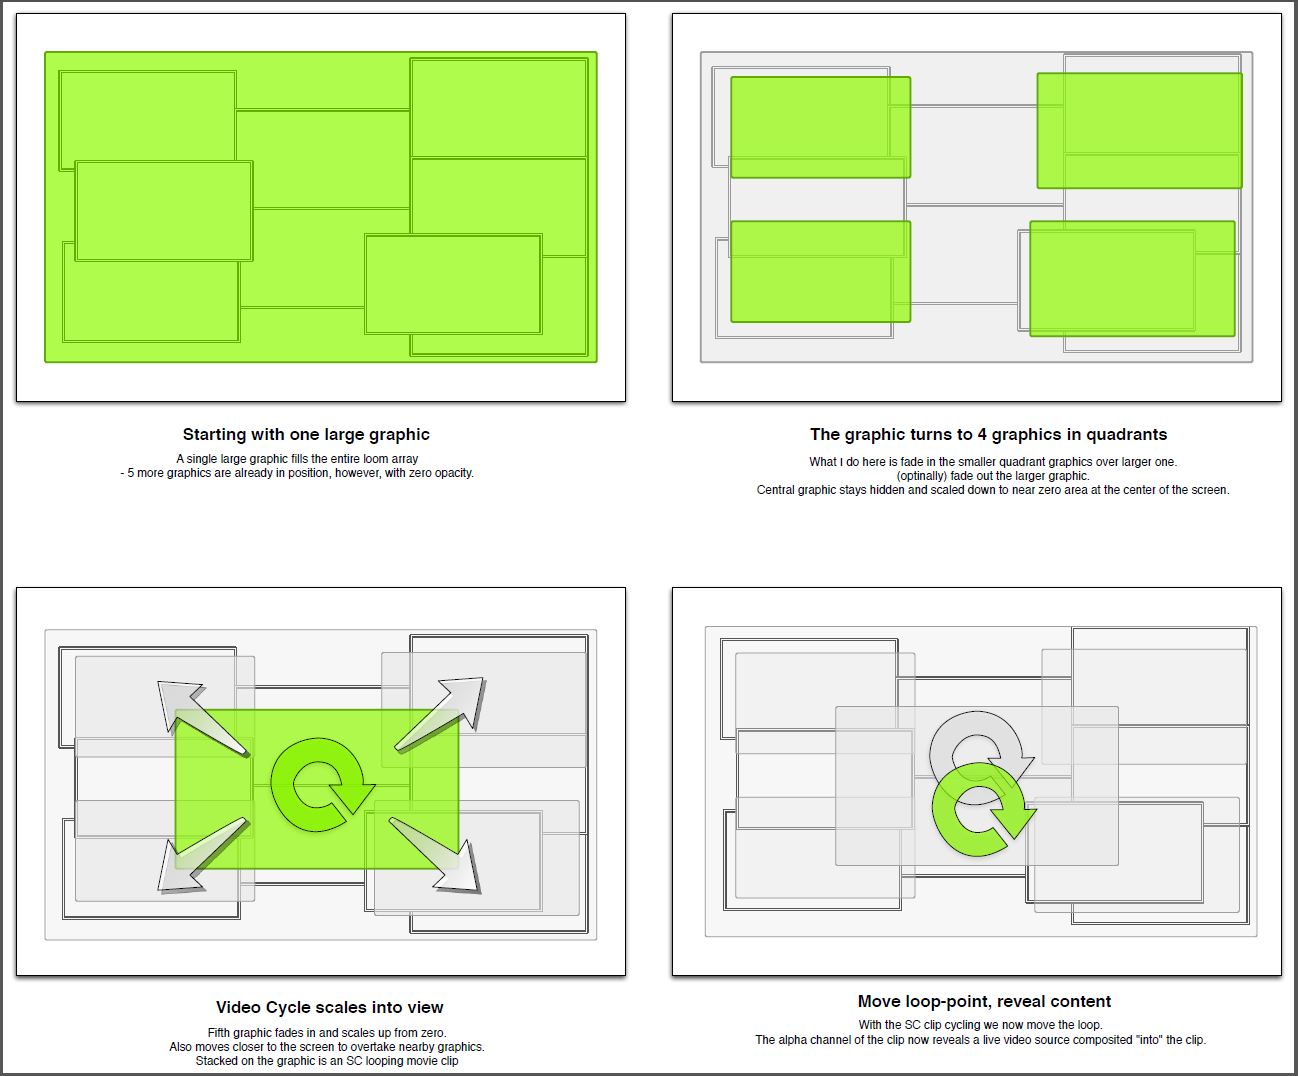 Starting with one large graphic
A single large graphic fills the entire loom array
- 5 more graphics are already in position, however, with zero opacity.
The graphic turns to 4 graphics in quadrants
What I do here is fade in the smaller quadrant graphics over larger one.
(optinally) fade out the larger graphic.
Central graphic stays hidden and scaled down to near zero area at the center of the screen.
Video Cycle scales into view
Fifth graphic fades in and scales up from zero.
Also moves closer to the screen to overtake nearby graphics.
Stacked on the graphic is an SC looping movie clip
Move loop-point, reveal content
With the SC clip cycling we now move the loop.
The alpha channel of the clip now reveals a live video source composited "into" the clip.